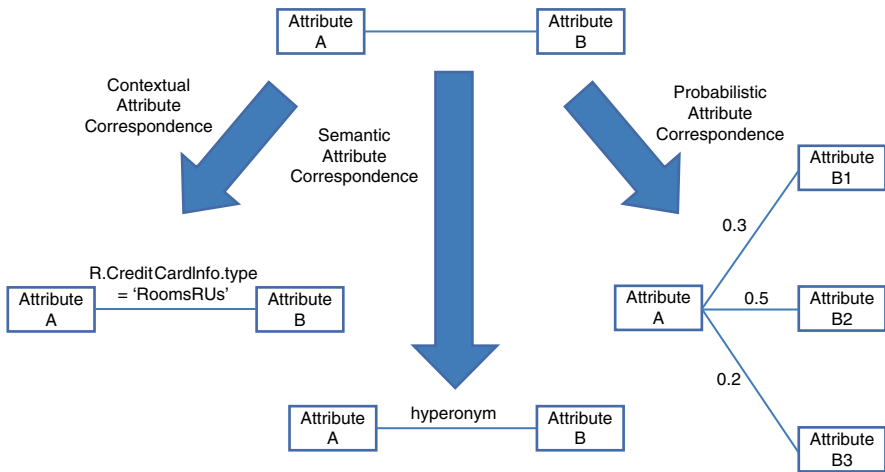 Attribute
A
Attribute
B
Contextual
Attribute
Correspondence
Semantic
Attribute
Correspondence
Probabilistic
Attribute
Correspondence
R.CreditCardInfo.type
= ‘RoomsRUs’
Attribute
A
Attribute
B
hyperonym
Attribute
A
Attribute
B
Attribute
A
0.3
0.5
0.2
Attribute
B1
Attribute
B2
Attribute
B3